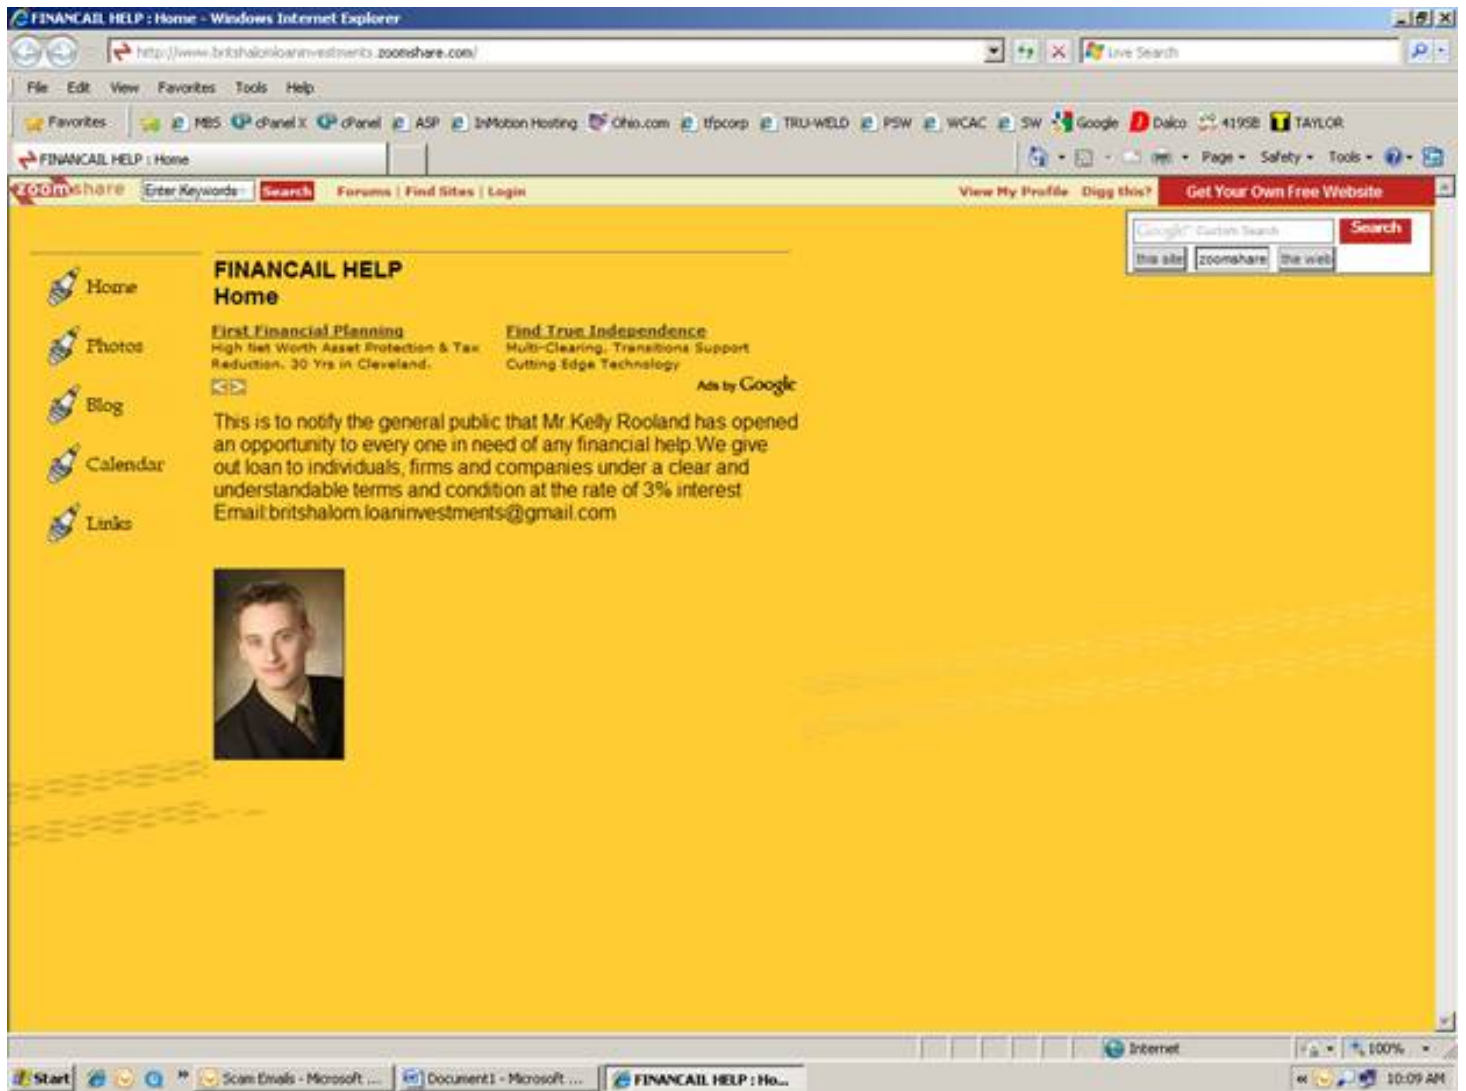 FINANCAIL HELP : Home - Windows Internet Explorer
http://www.britshalomloaninvestments.zoomshare.com/
Live Search
File Edit View Favorites Tools Help
Favorites MBS cPanel X cPanel ASP InMotion Hosting Ohio.com tfpcorp TRU-WELD PSW WCAC SW Google Dalco 419SB TAYLOR
FINANCAIL HELP : Home
Page Safety Tools
zoomshare Enter Keywords Search Forums | Find Sites | Login View My Profile Digg this? Get Your Own Free Website
Google Custom Search Search
this site zoomshare the web
Home
Photos
Blog
Calendar
Links
FINANCAIL HELP
Home
First Financial Planning
High Net Worth Asset Protection & Tax
Reduction. 30 Yrs in Cleveland.
Find True Independence
Multi-Clearing, Transitions Support
Cutting Edge Technology
Ads by Google
This is to notify the general public that Mr.Kelly Rooland has opened
an opportunity to every one in need of any financial help.We give
out loan to individuals, firms and companies under a clear and
understandable terms and condition at the rate of 3% interest
Email:britshalom.loaninvestments@gmail.com
Internet 100%
Start Scam Emails - Microsoft ... Document1 - Microsoft ... FINANCAIL HELP : Ho... 10:09 AM